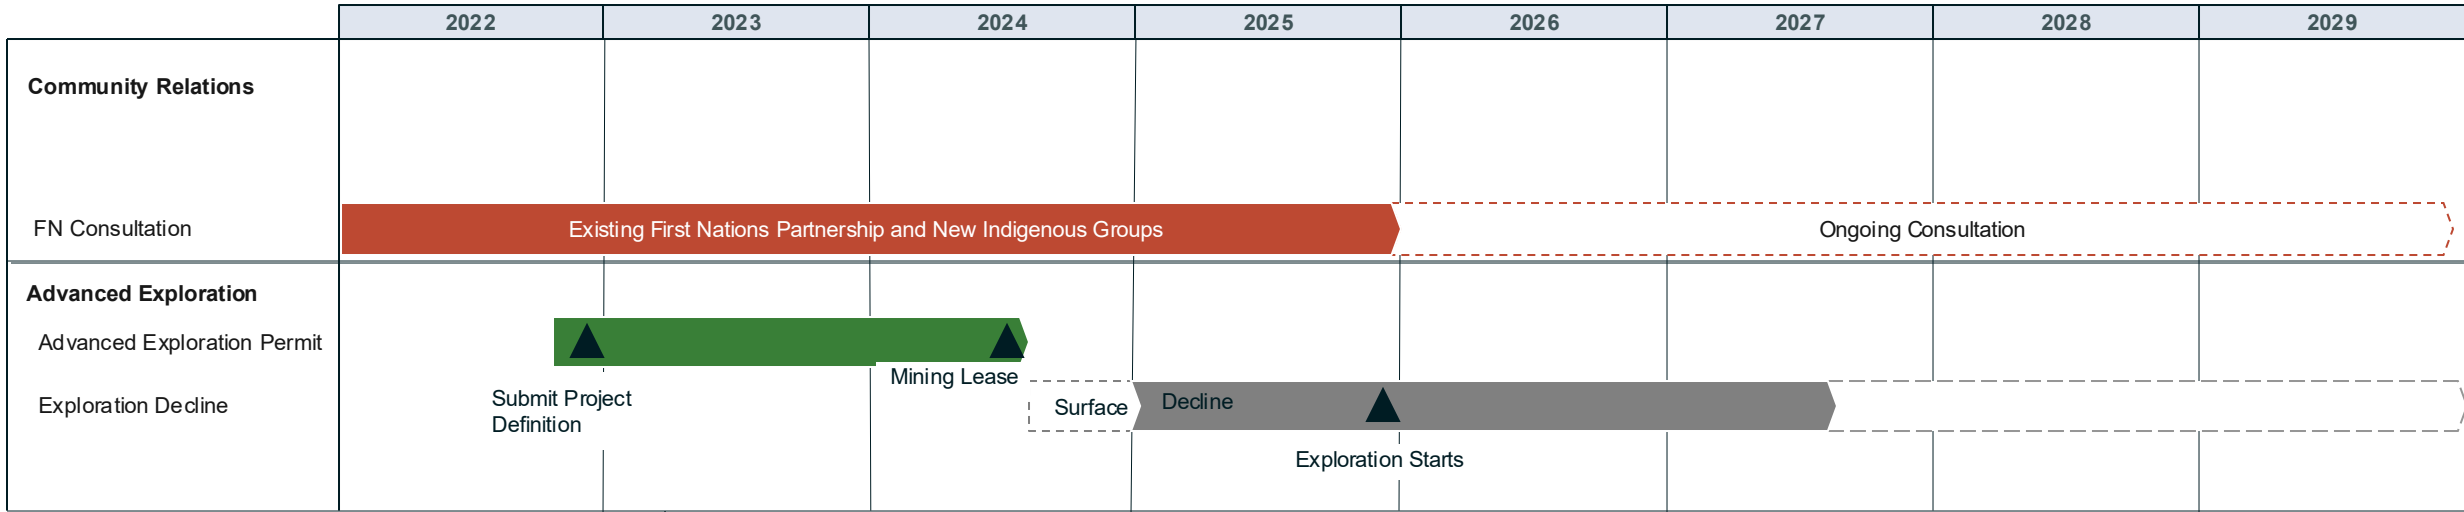 2022 2023 2024 2025 2026 2027 2028 2029
Community Relations
FN Consultation
Existing First Nations Partnership and New Indigenous Groups
Ongoing Consultation
Advanced Exploration
Advanced Exploration Permit
Mining Lease
Submit Project
Definition
Exploration Decline
Surface
Decline
Exploration Starts